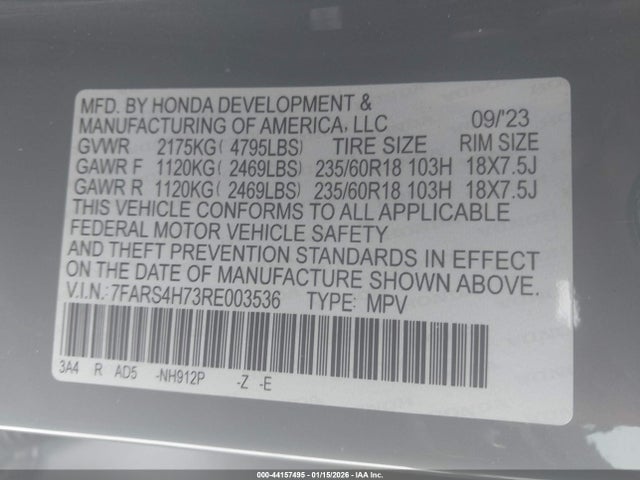 MFD. BY HONDA DEVELOPMENT &
MANUFACTURING OF AMERICA, LLC 09/'23
GVWR 2175KG( 4795LBS) TIRE SIZE RIM SIZE
GAWR F 1120KG( 2469LBS) 235/60R18 103H 18X7.5J
GAWR R 1120KG( 2469LBS) 235/60R18 103H 18X7.5J
THIS VEHICLE CONFORMS TO ALL APPLICABLE
FEDERAL MOTOR VEHICLE SAFETY
AND THEFT PREVENTION STANDARDS IN EFFECT
ON THE DATE OF MANUFACTURE SHOWN ABOVE.
V.I.N.:7FARS4H73RE003536 TYPE: MPV
3A4 R AD5 -NH912P -Z -E
000-44157495 - 01/15/2026 - IAA Inc.